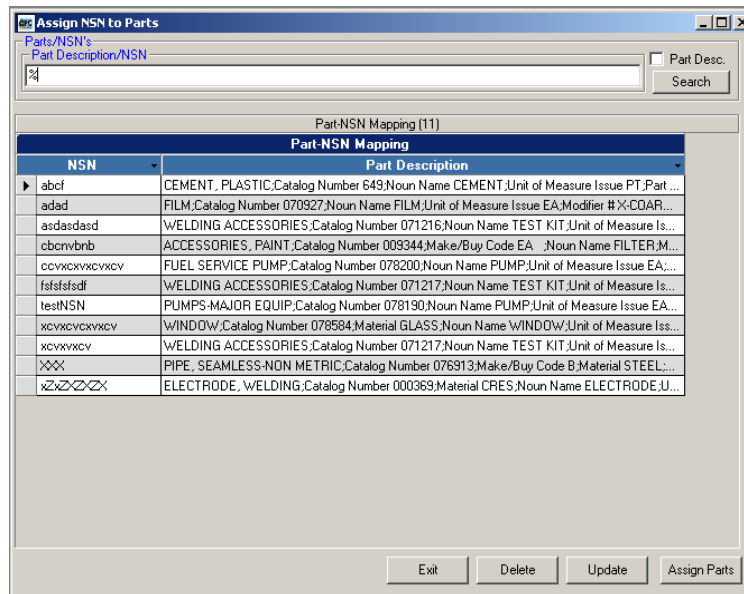 Assign NSN to Parts
Parts/NSN's
Part Description/NSN
Part Desc.
%
Search
Part-NSN Mapping (11)
Part-NSN Mapping
NSN Part Description
abcf CEMENT, PLASTIC;Catalog Number 649;Noun Name CEMENT;Unit of Measure Issue PT;Part ...
adad FILM;Catalog Number 070927;Noun Name FILM;Unit of Measure Issue EA;Modifier # X-COAR...
asdasdasd WELDING ACCESSORIES;Catalog Number 071216;Noun Name TEST KIT;Unit of Measure Is...
cbcnvbnb ACCESSORIES, PAINT;Catalog Number 009344;Make/Buy Code EA ;Noun Name FILTER;M...
ccvxcxvxcvxcv FUEL SERVICE PUMP;Catalog Number 078200;Noun Name PUMP;Unit of Measure Issue EA;...
fsfsfsfsdf WELDING ACCESSORIES;Catalog Number 071217;Noun Name TEST KIT;Unit of Measure Is...
testNSN PUMPS-MAJOR EQUIP;Catalog Number 078190;Noun Name PUMP;Unit of Measure Issue EA...
xcvxcvcxvxcv WINDOW;Catalog Number 078584;Material GLASS;Noun Name WINDOW;Unit of Measure Iss...
xcvxvxcv WELDING ACCESSORIES;Catalog Number 071217;Noun Name TEST KIT;Unit of Measure Is...
XXX PIPE, SEAMLESS-NON METRIC;Catalog Number 076913;Make/Buy Code B;Material STEEL;...
xZxZXZXZX ELECTRODE, WELDING;Catalog Number 000369;Material CRES;Noun Name ELECTRODE;U...
Exit Delete Update Assign Parts